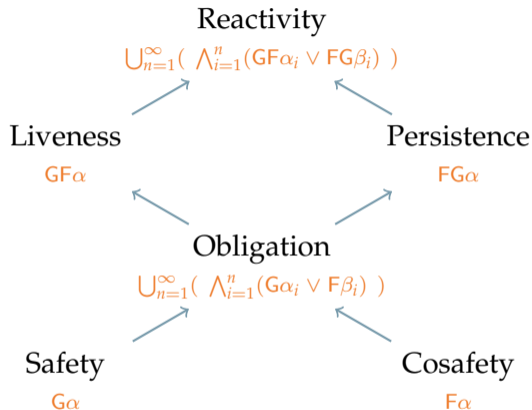 Reactivity
⋃_{n=1}^{∞}( ⋀_{i=1}^{n}(GFα_i ∨ FGβ_i) )
Liveness Persistence
GFα FGα
Obligation
⋃_{n=1}^{∞}( ⋀_{i=1}^{n}(Gα_i ∨ Fβ_i) )
Safety Cosafety
Gα Fα